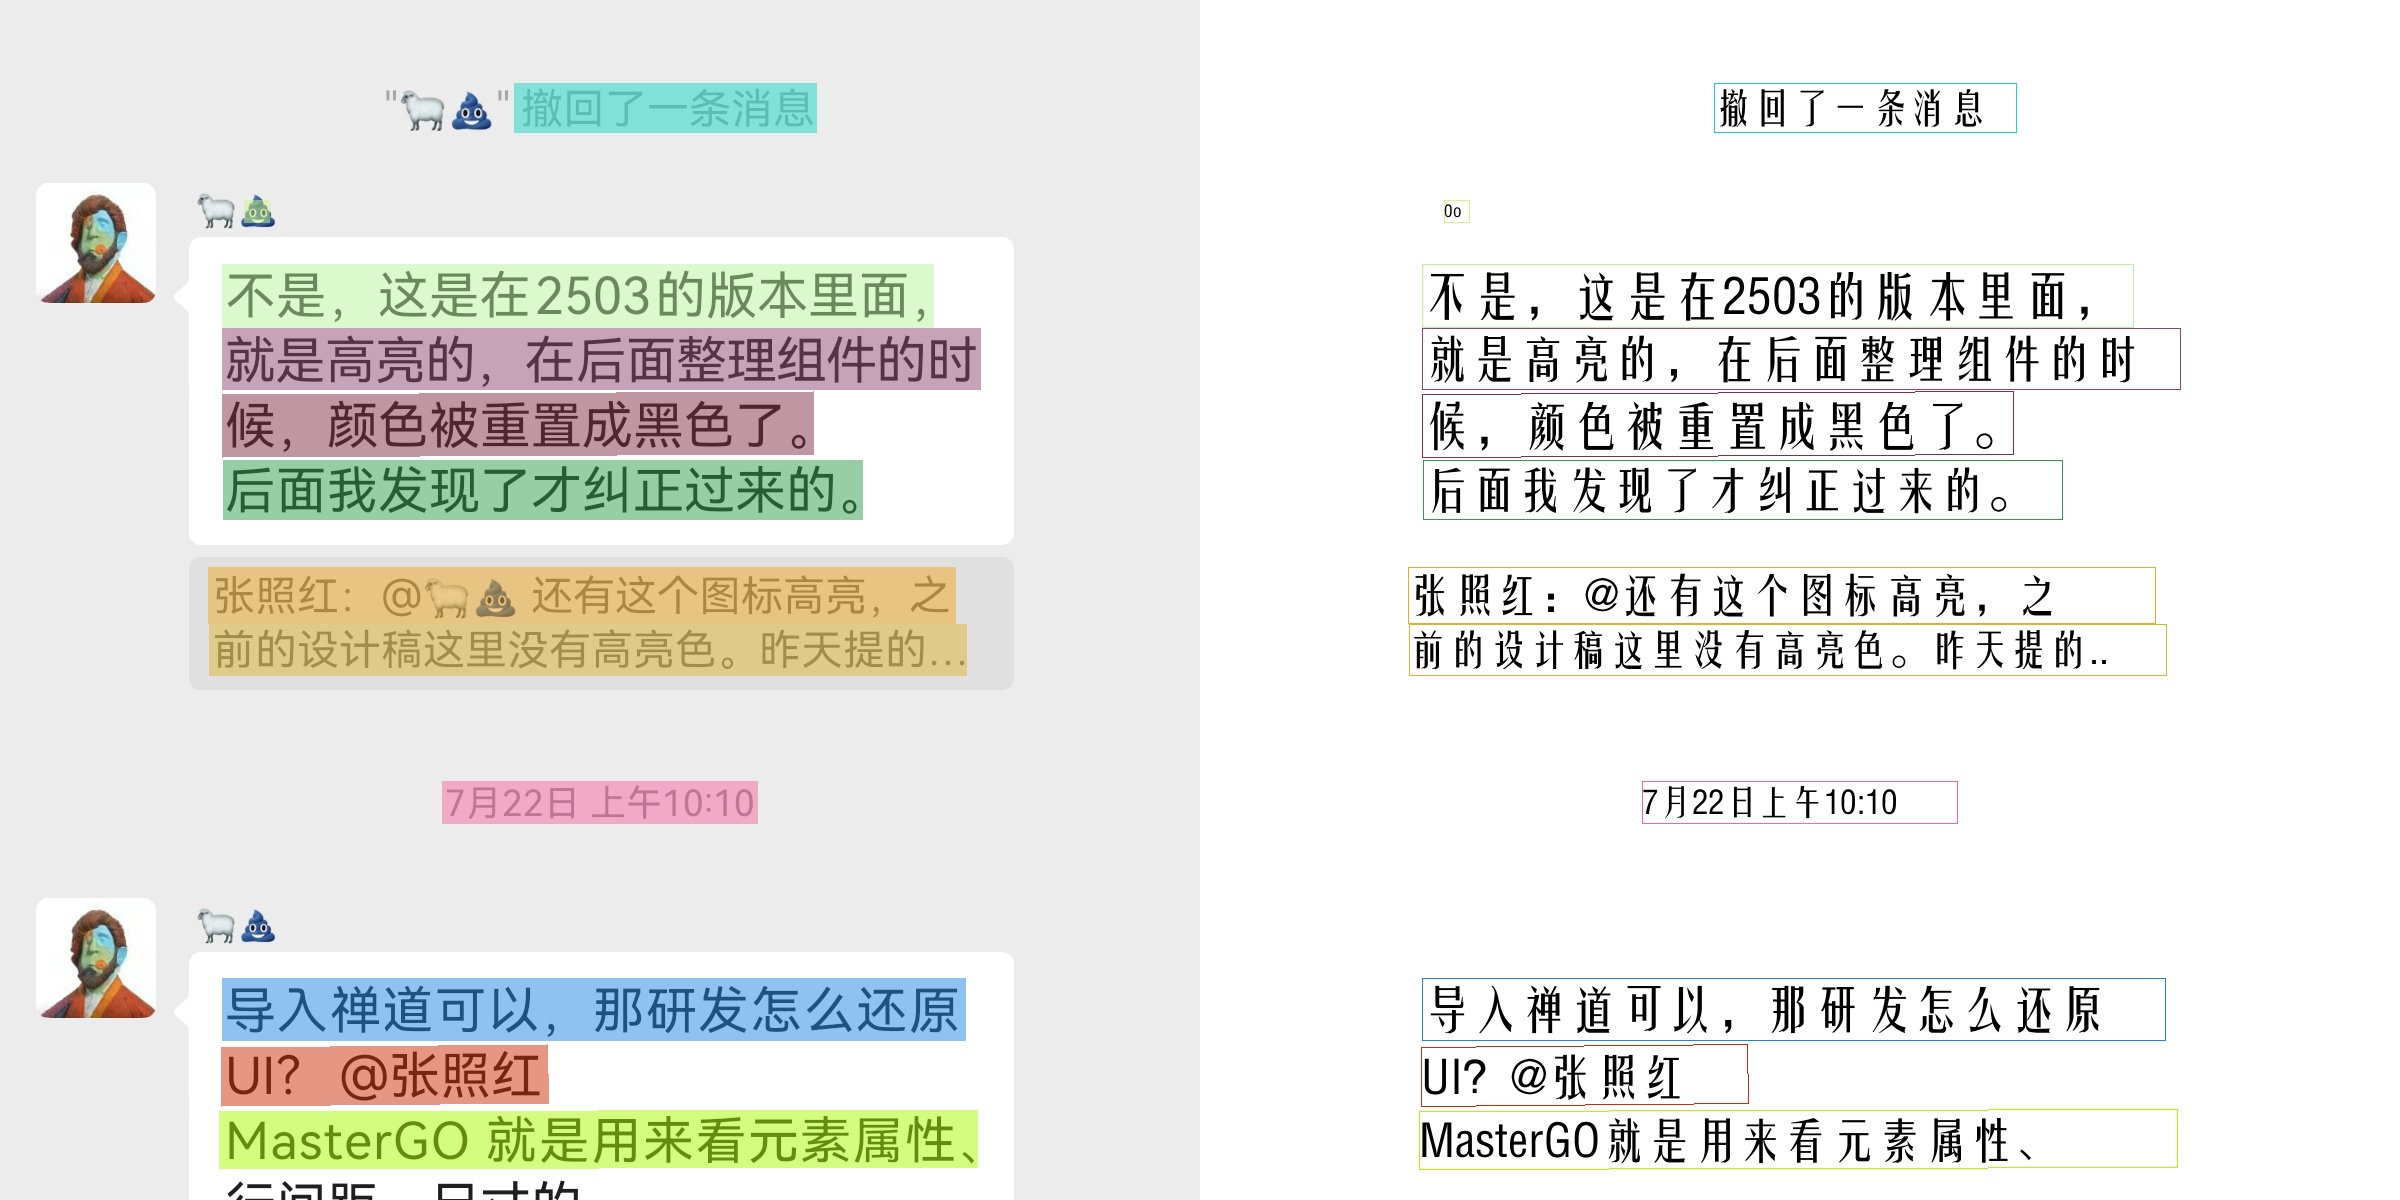 "🐑💩"撤回了一条消息
撤回了一条消息
🐑💩
0o
不是，这是在2503的版本里面，
就是高亮的，在后面整理组件的时
候，颜色被重置成黑色了。
后面我发现了才纠正过来的。
不是，这是在2503的版本里面，
就是高亮的，在后面整理组件的时
候，颜色被重置成黑色了。
后面我发现了才纠正过来的。
张照红：@🐑💩 还有这个图标高亮，之
前的设计稿这里没有高亮色。昨天提的...
张照红：@还有这个图标高亮，之
前的设计稿这里没有高亮色。昨天提的..
7月22日 上午10:10
7月22日上午10:10
🐑💩
导入禅道可以，那研发怎么还原
UI？ @张照红
MasterGO 就是用来看元素属性、
导入禅道可以，那研发怎么还原
UI? @张照红
MasterGO就是用来看元素属性、